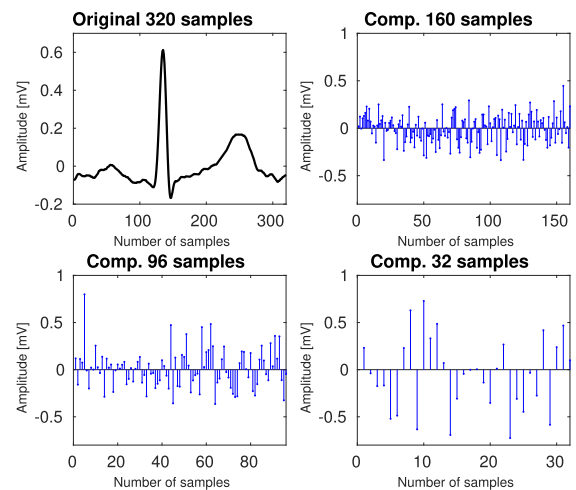 Original 320 samples
Amplitude [mV]
0.6
0.4
0.2
0
-0.2
0
100
200
300
Number of samples
Comp. 160 samples
Amplitude [mV]
1
0.5
0
-0.5
0
50
100
150
Number of samples
Comp. 96 samples
Amplitude [mV]
1
0.5
0
-0.5
0
20
40
60
80
Number of samples
Comp. 32 samples
Amplitude [mV]
1
0.5
0
-0.5
0
10
20
30
Number of samples